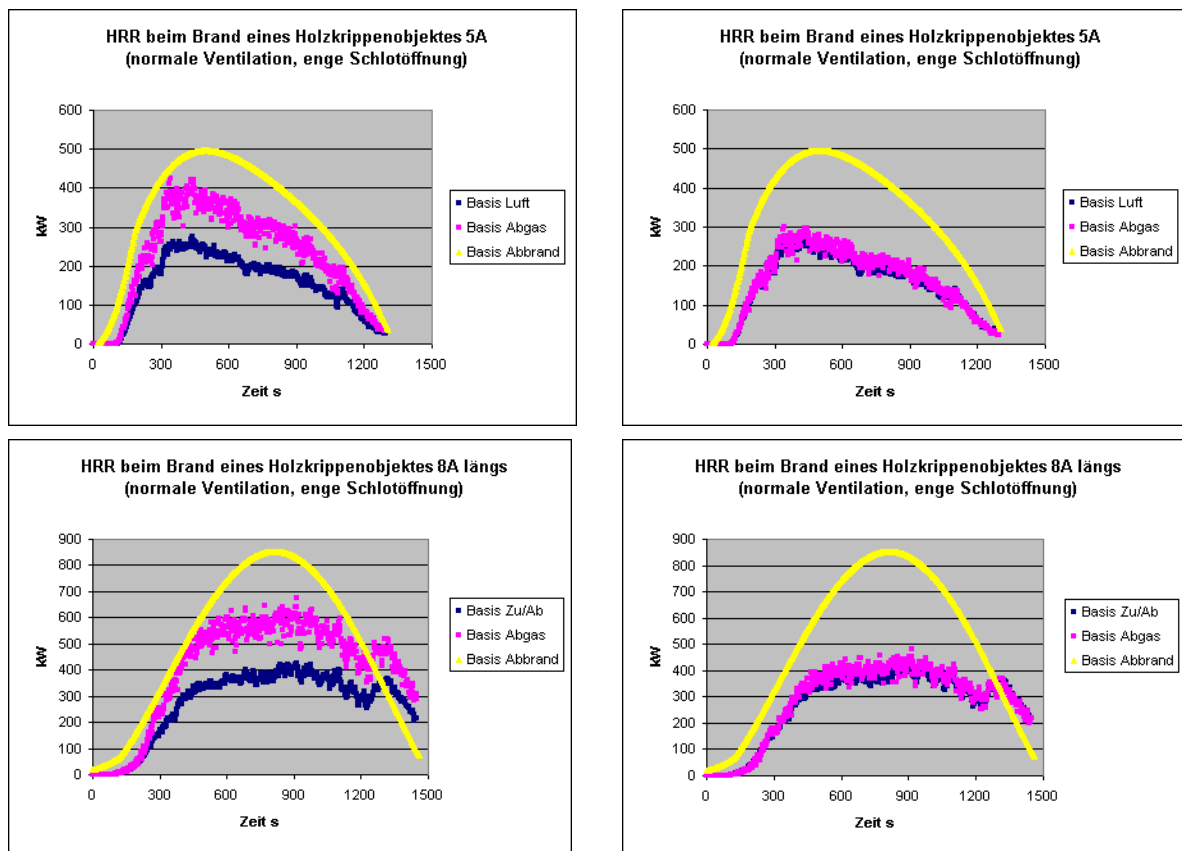 HRR beim Brand eines Holzkrippenobjektes 5A
(normale Ventilation, enge Schlotöffnung)
600
500
400
300
200
100
0
kW
0 300 600 900 1200 1500
Zeit s
Basis Luft
Basis Abgas
Basis Abbrand
HRR beim Brand eines Holzkrippenobjektes 5A
(normale Ventilation, enge Schlotöffnung)
600
500
400
300
200
100
0
kW
0 300 600 900 1200 1500
Zeit s
Basis Luft
Basis Abgas
Basis Abbrand
HRR beim Brand eines Holzkrippenobjektes 8A längs
(normale Ventilation, enge Schlotöffnung)
900
800
700
600
500
400
300
200
100
0
kW
0 300 600 900 1200 1500
Zeit s
Basis Zu/Ab
Basis Abgas
Basis Abbrand
HRR beim Brand eines Holzkrippenobjektes 8A längs
(normale Ventilation, enge Schlotöffnung)
900
800
700
600
500
400
300
200
100
0
kW
0 300 600 900 1200 1500
Zeit s
Basis Zu/Ab
Basis Abgas
Basis Abbrand